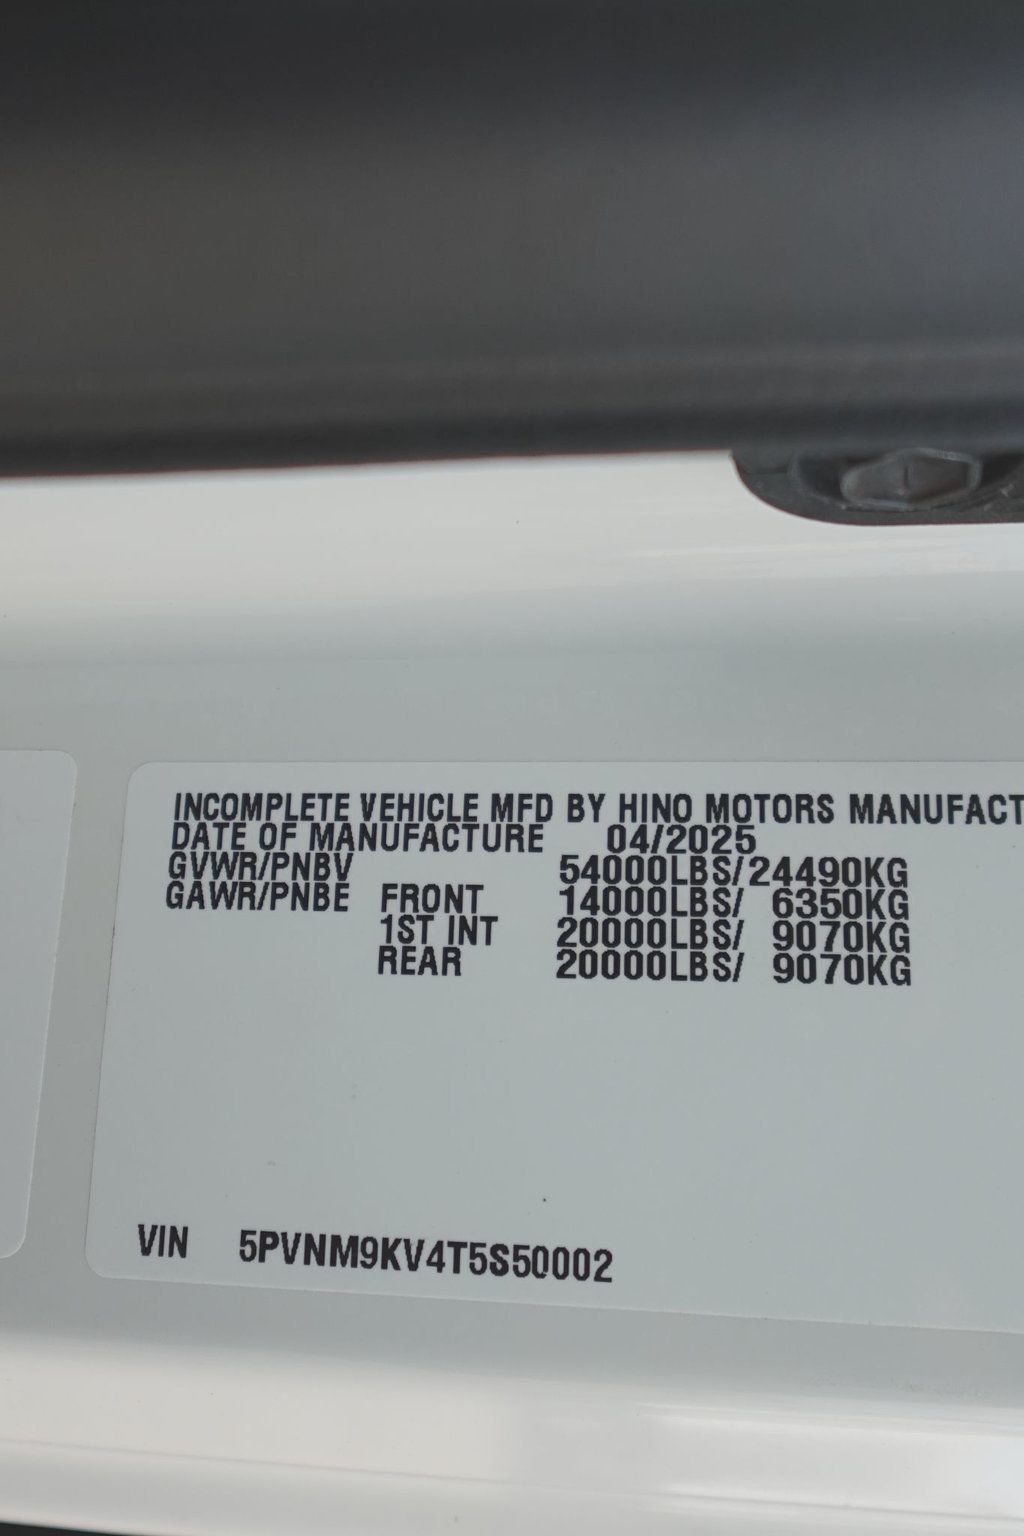 INCOMPLETE VEHICLE MFD BY HINO MOTORS MANUFACT
DATE OF MANUFACTURE 04/2025
GVWR/PNBV 54000LBS/24490KG
GAWR/PNBE FRONT 14000LBS/ 6350KG
1ST INT 20000LBS/ 9070KG
REAR 20000LBS/ 9070KG
VIN 5PVNM9KV4T5S50002